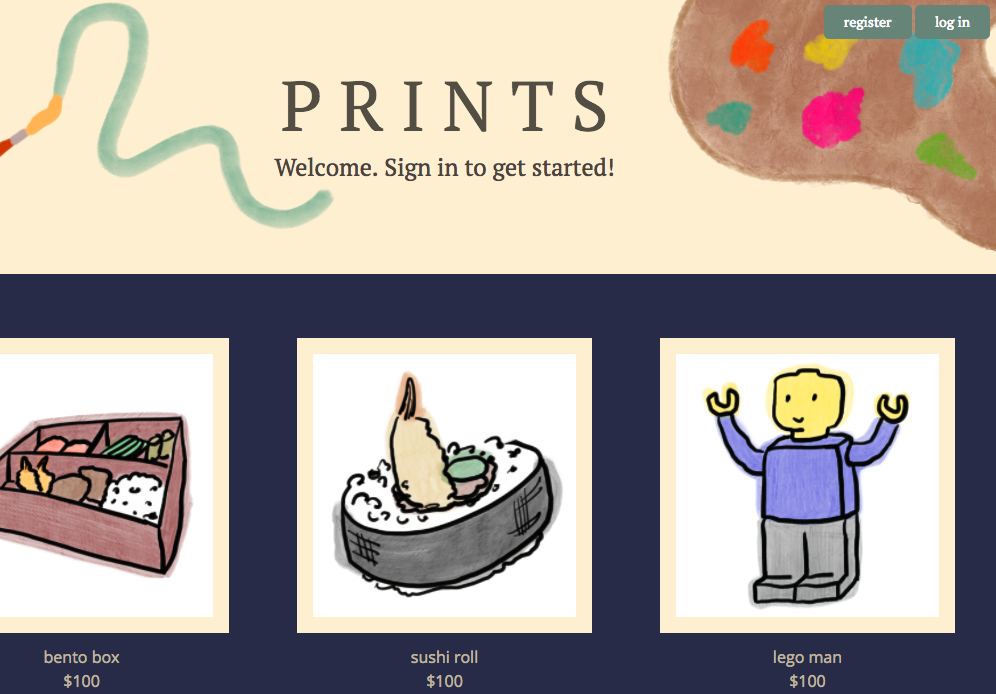 register
log in
PRINTS
Welcome. Sign in to get started!
bento box
sushi roll
lego man
$100
$100
$100